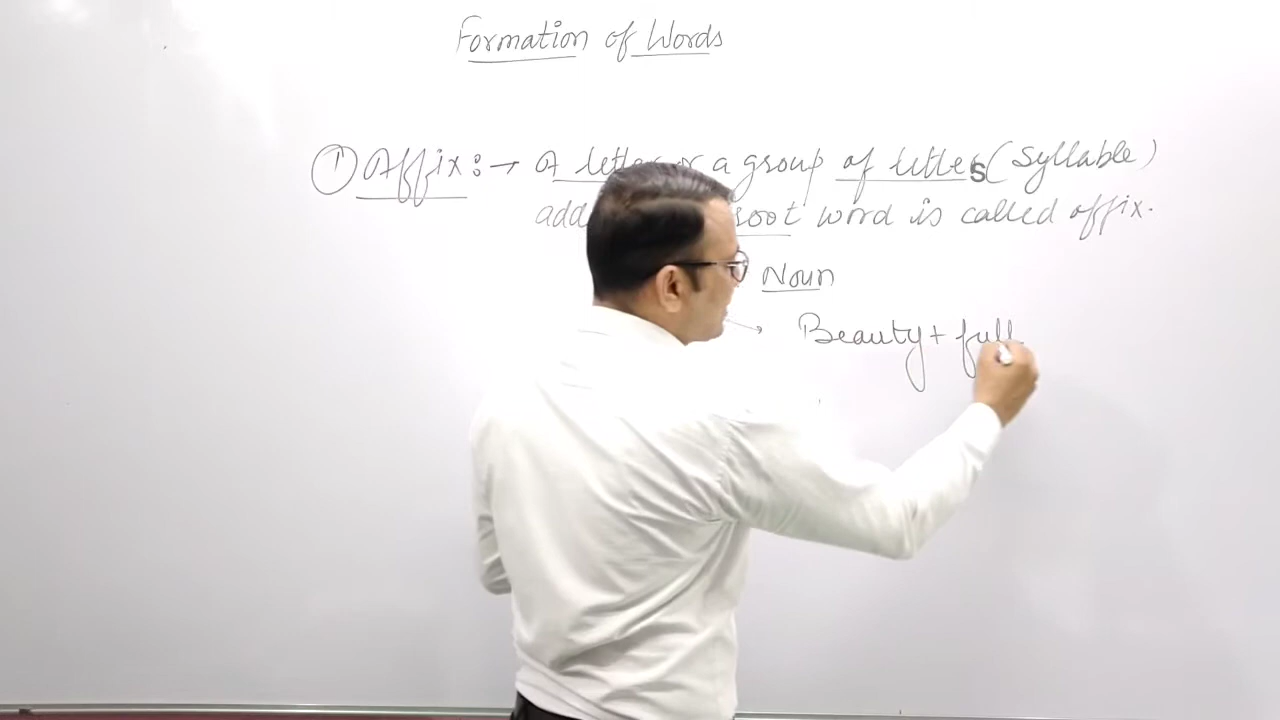 Formation of Words
① Affix :→ A letter or a group of letters (Syllable)
add root word is called affix.
Noun
→ Beauty + full